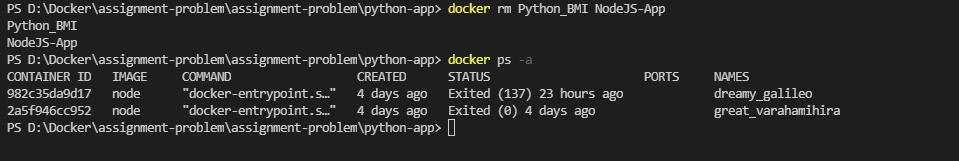 PS D:\Docker\assignment-problem\assignment-problem\python-app> docker rm Python_BMI NodeJS-App
Python_BMI
NodeJS-App
PS D:\Docker\assignment-problem\assignment-problem\python-app> docker ps -a
CONTAINER ID   IMAGE     COMMAND                  CREATED      STATUS                      PORTS     NAMES
982c35da9d17   node      "docker-entrypoint.s…"   4 days ago   Exited (137) 23 hours ago             dreamy_galileo
2a5f946cc952   node      "docker-entrypoint.s…"   4 days ago   Exited (0) 4 days ago                 great_varahamihira
PS D:\Docker\assignment-problem\assignment-problem\python-app>